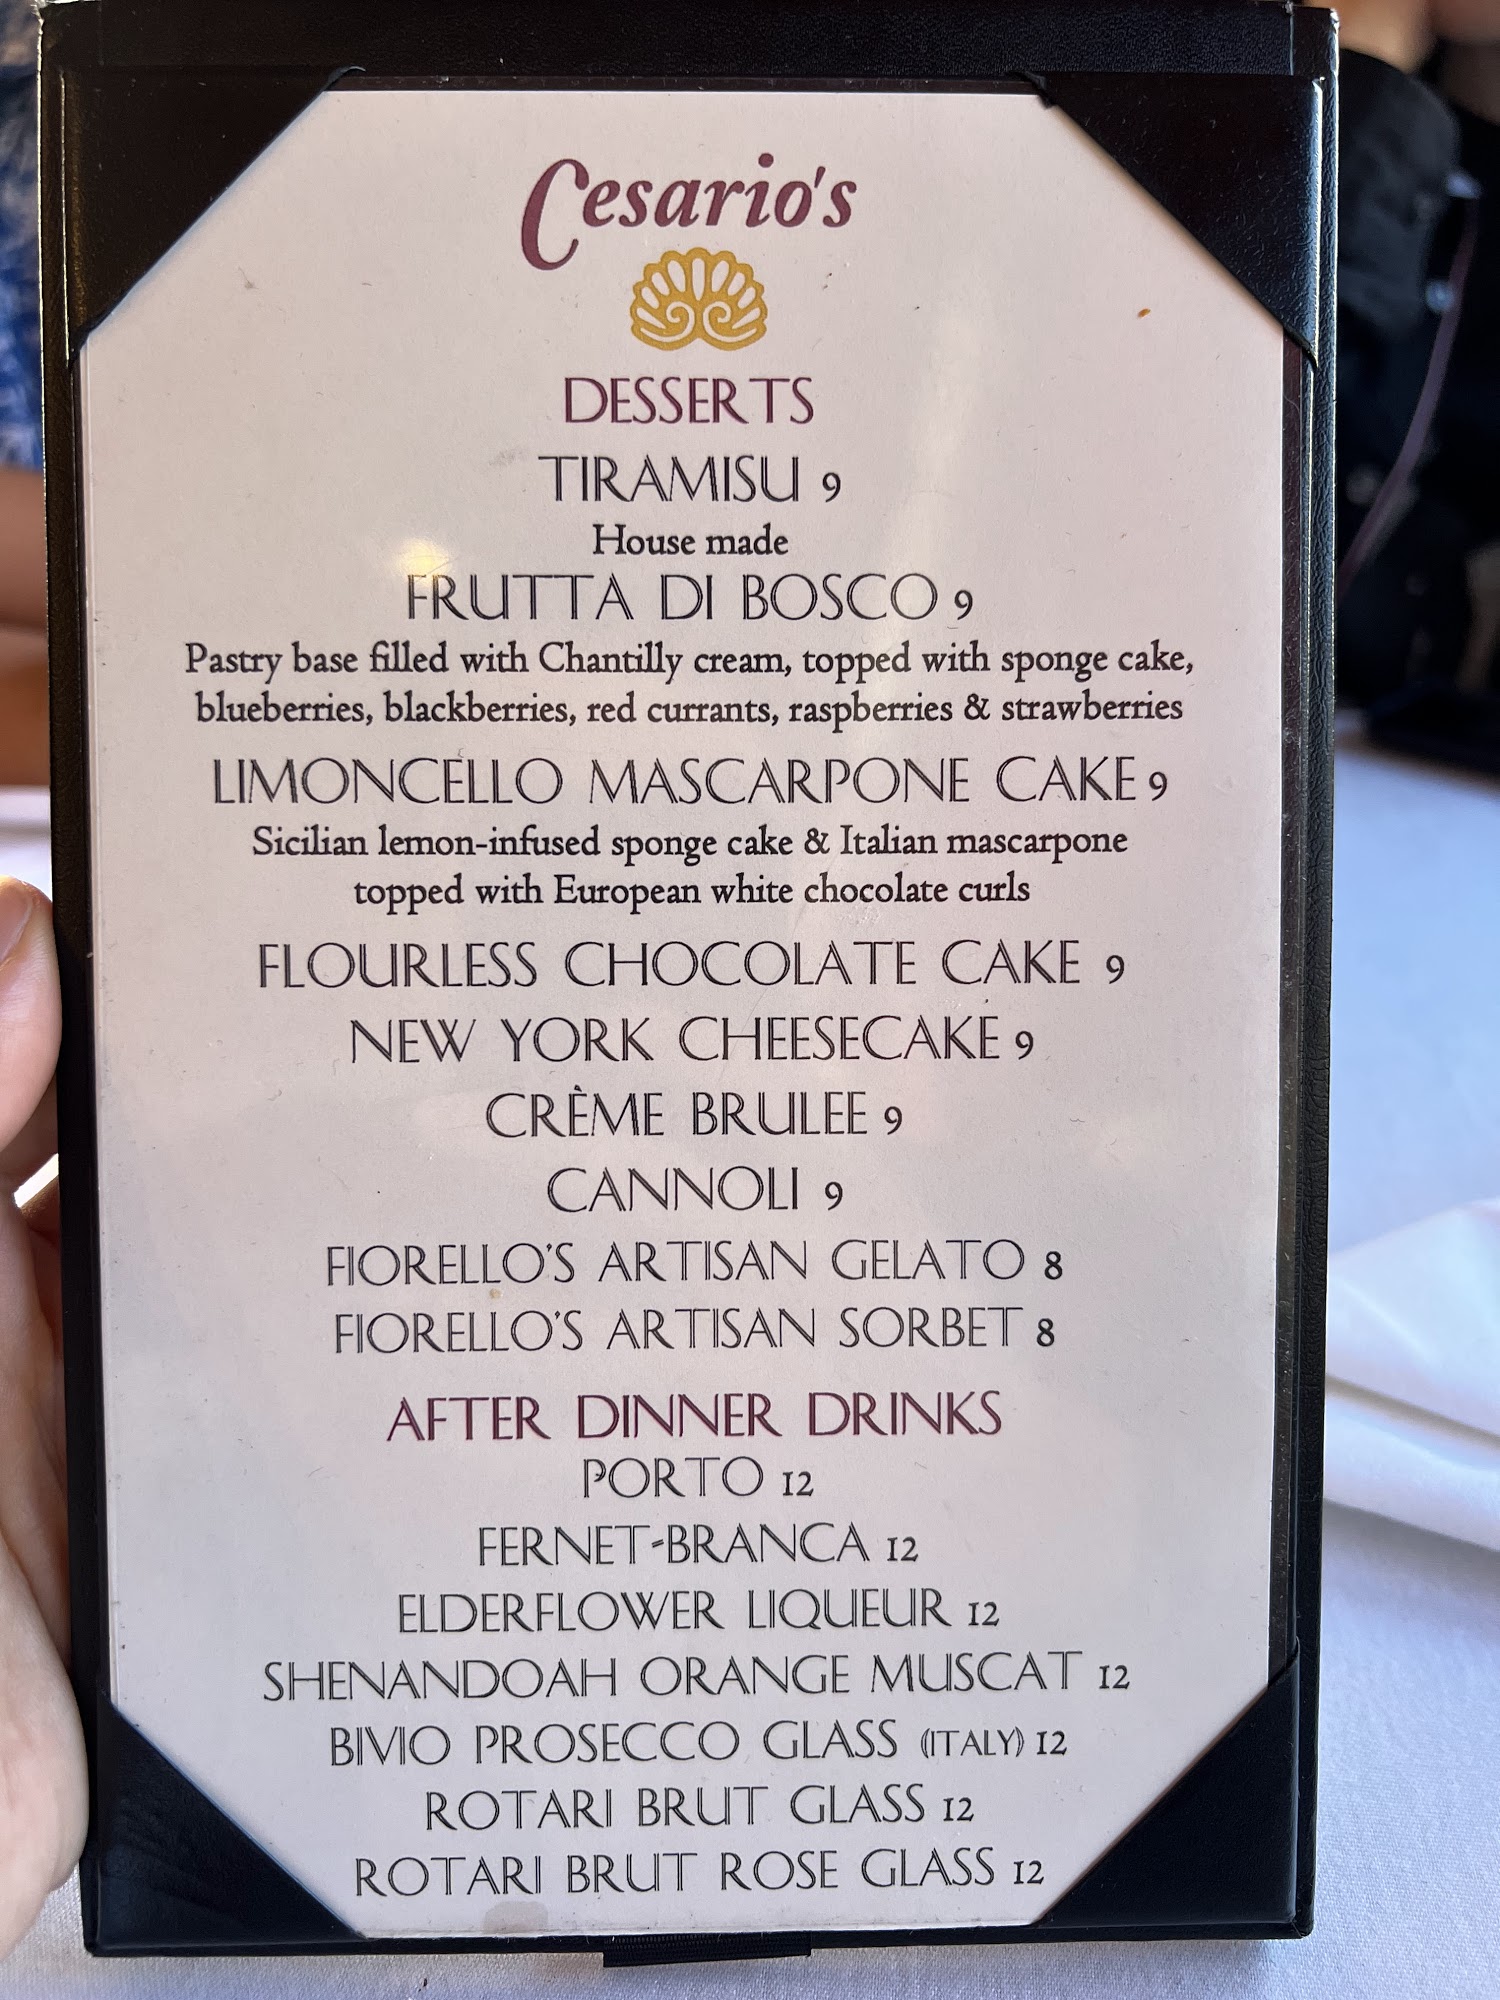 Cesario's
DESSERTS
TIRAMISU 9
House made
FRUTTA DI BOSCO 9
Pastry base filled with Chantilly cream, topped with sponge cake,
blueberries, blackberries, red currants, raspberries & strawberries
LIMONCELLO MASCARPONE CAKE 9
Sicilian lemon-infused sponge cake & Italian mascarpone
topped with European white chocolate curls
FLOURLESS CHOCOLATE CAKE 9
NEW YORK CHEESECAKE 9
CRÈME BRULEE 9
CANNOLI 9
FIORELLO'S ARTISAN GELATO 8
FIORELLO'S ARTISAN SORBET 8
AFTER DINNER DRINKS
PORTO 12
FERNET-BRANCA 12
ELDERFLOWER LIQUEUR 12
SHENANDOAH ORANGE MUSCAT 12
BIVIO PROSECCO GLASS (ITALY) 12
ROTARI BRUT GLASS 12
ROTARI BRUT ROSE GLASS 12